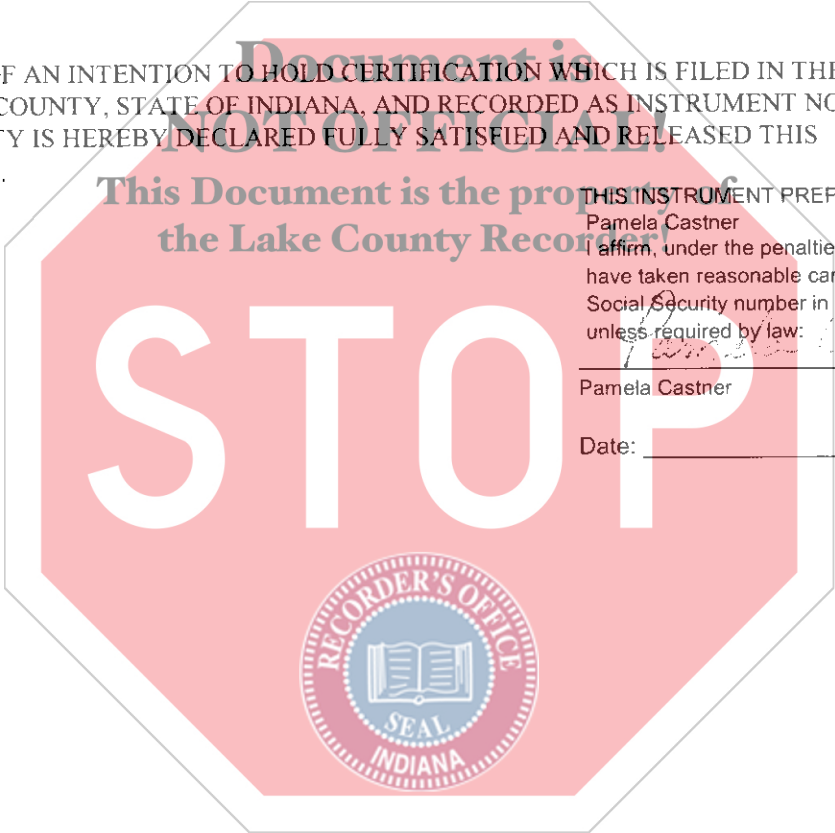 Document is
F AN INTENTION TO HOLD CERTIFICATION WHICH IS FILED IN THE
COUNTY, STATE OF INDIANA, AND RECORDED AS INSTRUMENT NO
NOT OFFICIAL!
TY IS HEREBY DECLARED FULLY SATISFIED AND RELEASED THIS
This Document is the property of
the Lake County Recorder!
THIS INSTRUMENT PREP
Pamela Castner
I affirm, under the penaltie
have taken reasonable car
Social Security number in
unless required by law:
Pamela Castner
Date:
STOP
RECORDER'S OFFICE
SEAL
INDIANA